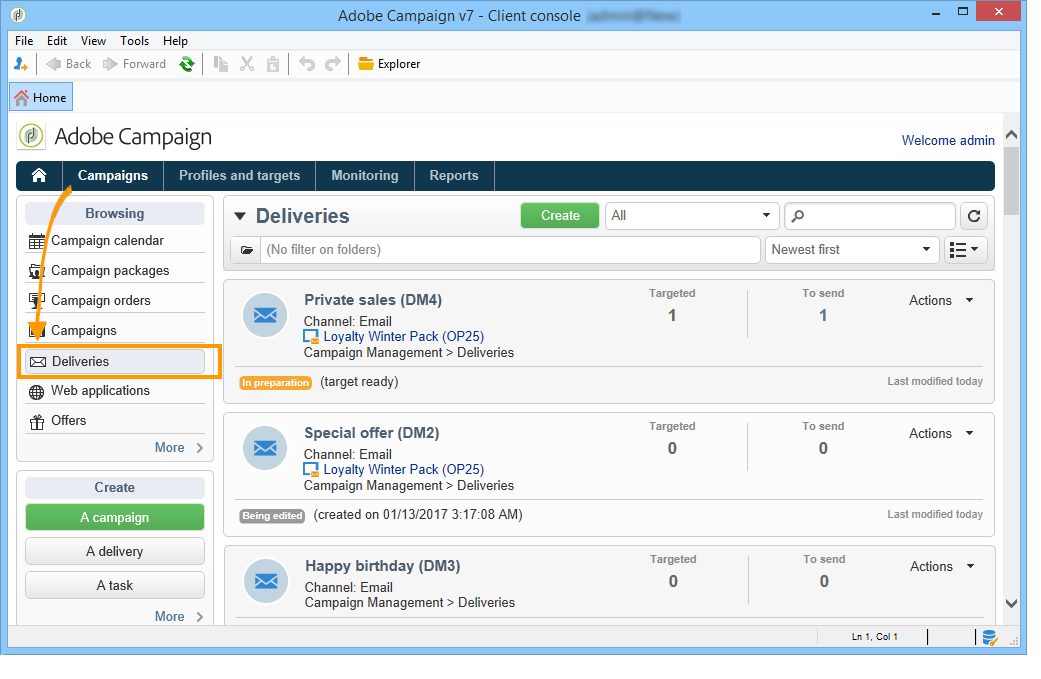 Adobe Campaign v7 - Client console
File Edit View Tools Help
Back Forward Explorer
Home
Adobe Campaign
Welcome admin
Campaigns Profiles and targets Monitoring Reports
Browsing
Campaign calendar
Campaign packages
Campaign orders
Campaigns
Deliveries
Web applications
Offers
More
Create
A campaign
A delivery
A task
More
Deliveries Create All
(No filter on folders) Newest first
Private sales (DM4) Targeted To send Actions
1 1
Channel: Email
Loyalty Winter Pack (OP25)
Campaign Management > Deliveries
In preparation (target ready) Last modified today
Special offer (DM2) Targeted To send Actions
0 0
Channel: Email
Loyalty Winter Pack (OP25)
Campaign Management > Deliveries
Being edited (created on 01/13/2017 3:17:08 AM) Last modified today
Happy birthday (DM3) Targeted To send Actions
0 0
Channel: Email
Campaign Management > Deliveries
Ln 1, Col 1